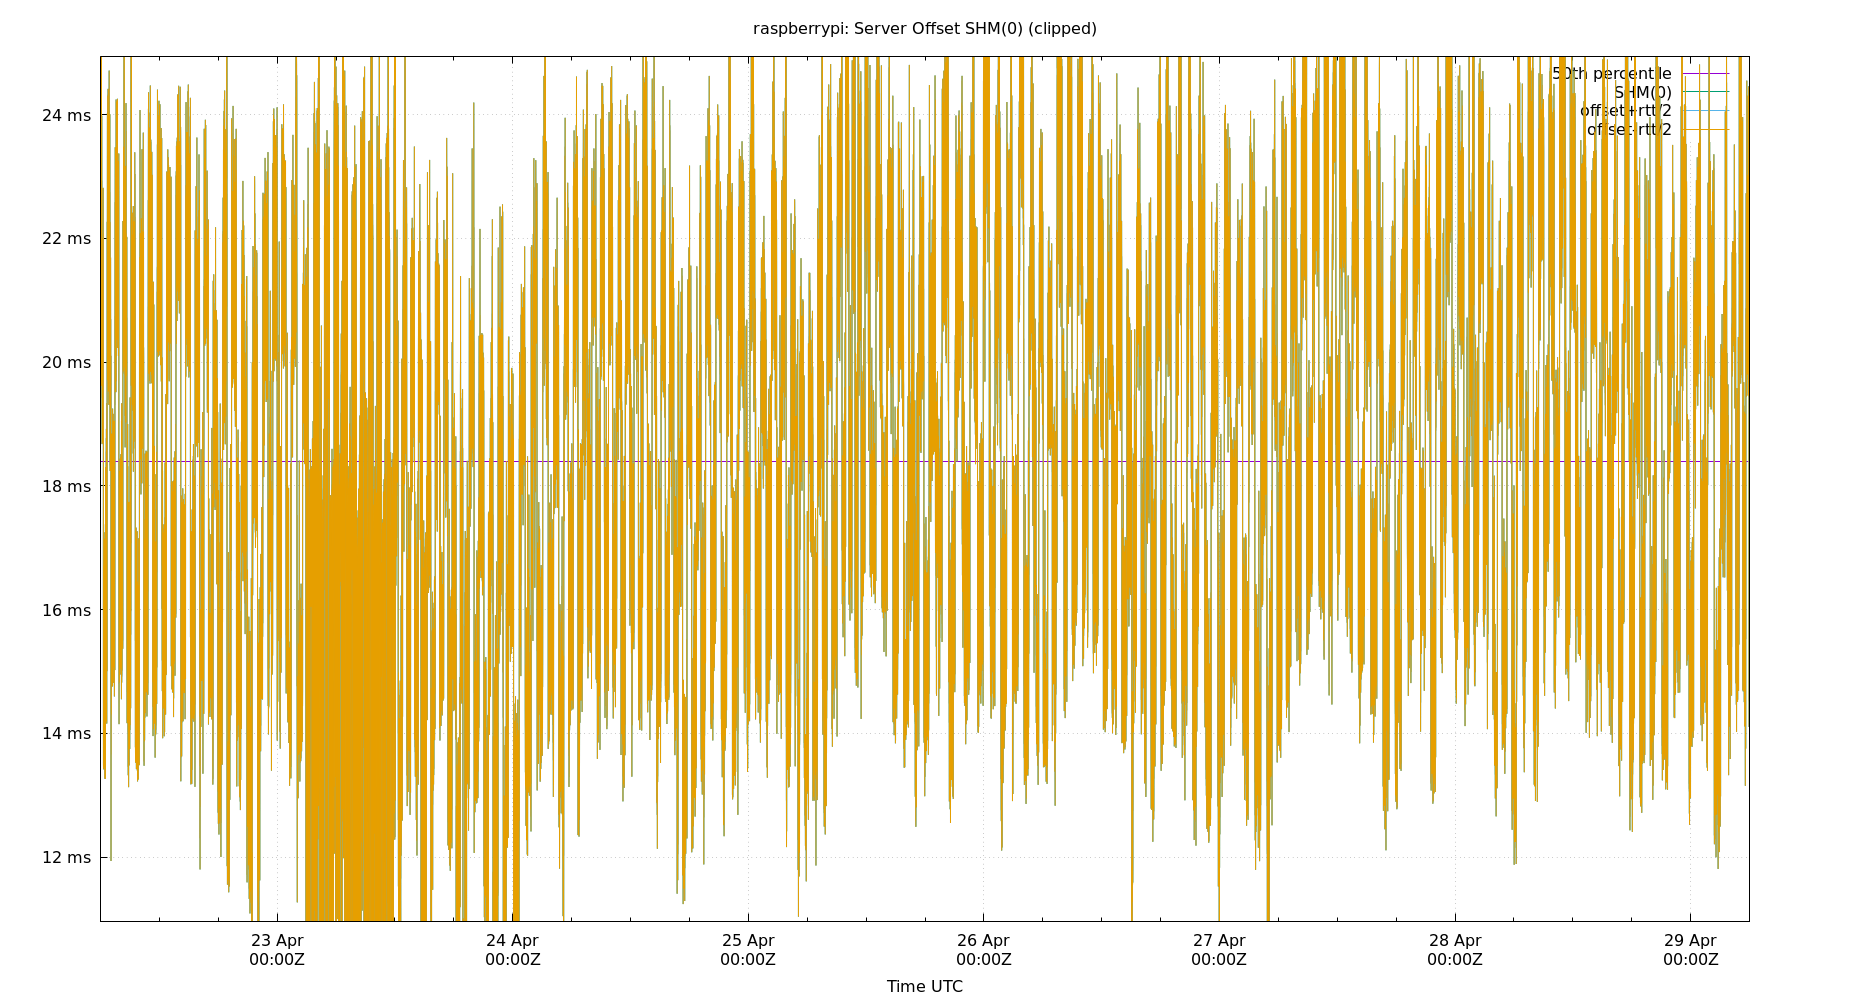 raspberrypi: Server Offset SHM(0) (clipped)
50th percentile
SHM(0)
offset+rtt/2
offset-rtt/2
24 ms
22 ms
20 ms
18 ms
16 ms
14 ms
12 ms
23 Apr 24 Apr 25 Apr 26 Apr 27 Apr 28 Apr 29 Apr
00:00Z 00:00Z 00:00Z 00:00Z 00:00Z 00:00Z 00:00Z
Time UTC